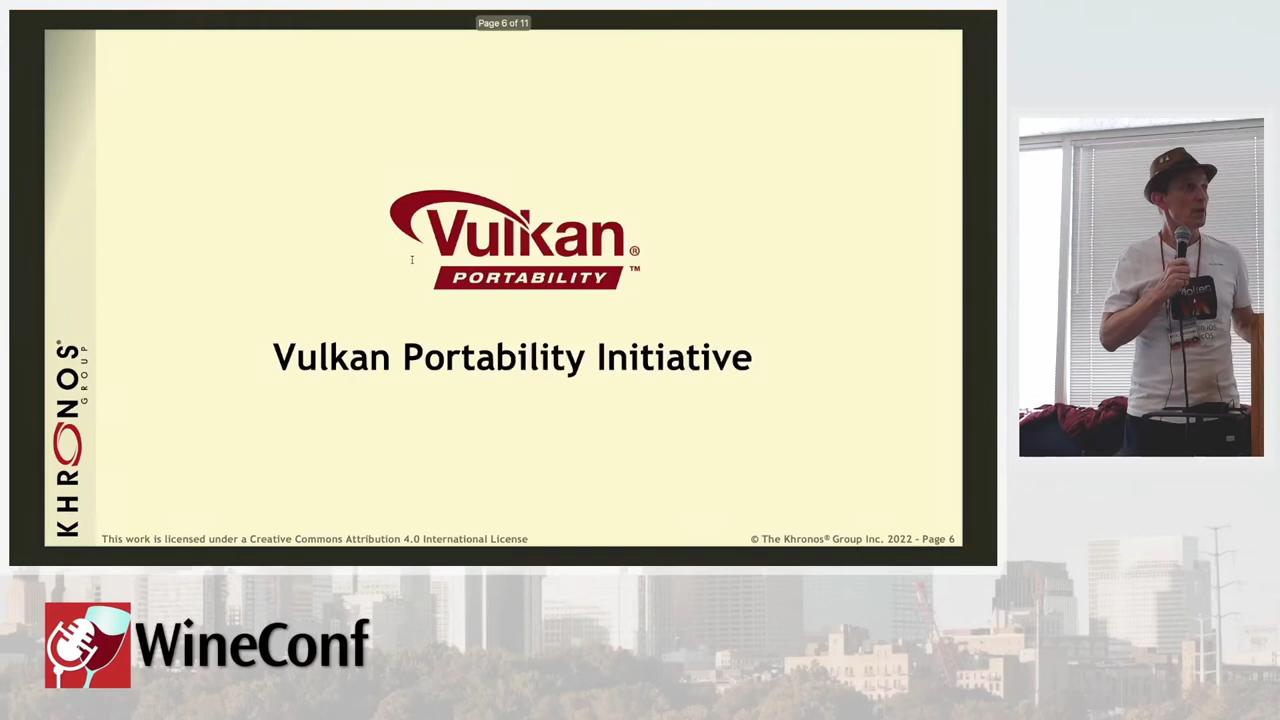 Page 6 of 11
Vulkan®
PORTABILITY™
Vulkan Portability Initiative
KHRONOS®
GROUP
This work is licensed under a Creative Commons Attribution 4.0 International License
© The Khronos® Group Inc. 2022 - Page 6
WineConf